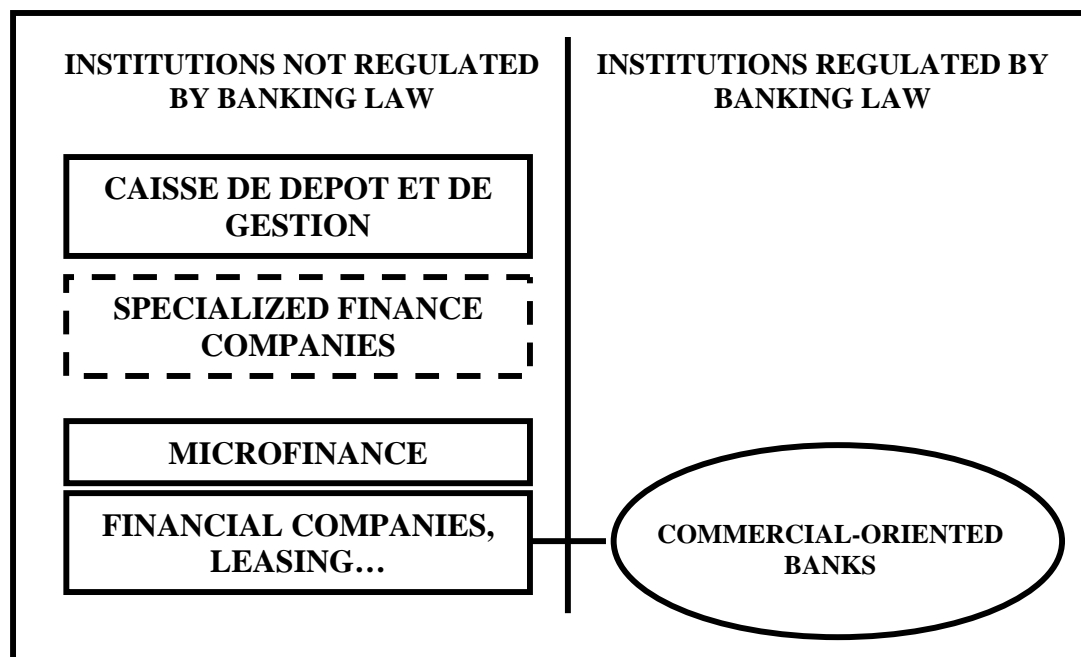 INSTITUTIONS NOT REGULATED
BY BANKING LAW
INSTITUTIONS REGULATED BY
BANKING LAW
CAISSE DE DEPOT ET DE
GESTION
SPECIALIZED FINANCE
COMPANIES
MICROFINANCE
FINANCIAL COMPANIES,
LEASING…
COMMERCIAL-ORIENTED
BANKS